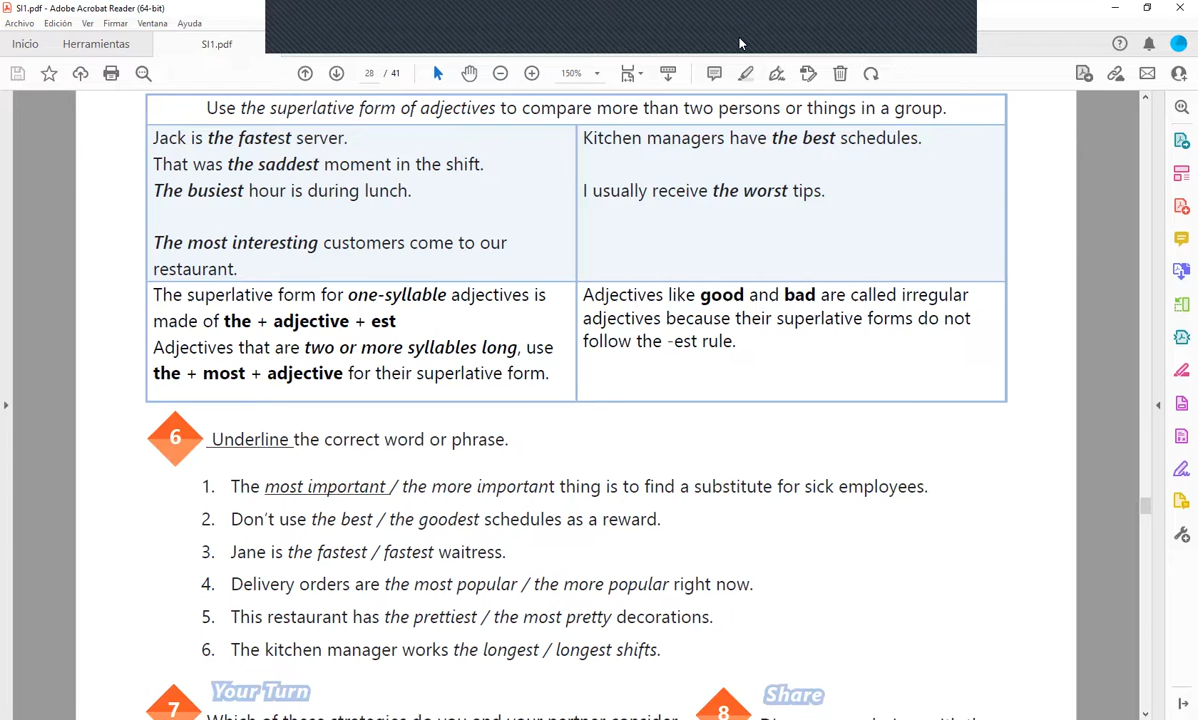 SI1.pdf - Adobe Acrobat Reader (64-bit)
Archivo Edición Ver Firmar Ventana Ayuda
Inicio Herramientas SI1.pdf
28 / 41 150%
Use the superlative form of adjectives to compare more than two persons or things in a group.
Jack is the fastest server.
That was the saddest moment in the shift.
The busiest hour is during lunch.
The most interesting customers come to our
restaurant.
Kitchen managers have the best schedules.
I usually receive the worst tips.
The superlative form for one-syllable adjectives is
made of the + adjective + est
Adjectives that are two or more syllables long, use
the + most + adjective for their superlative form.
Adjectives like good and bad are called irregular
adjectives because their superlative forms do not
follow the -est rule.
6 Underline the correct word or phrase.
1. The most important / the more important thing is to find a substitute for sick employees.
2. Don't use the best / the goodest schedules as a reward.
3. Jane is the fastest / fastest waitress.
4. Delivery orders are the most popular / the more popular right now.
5. This restaurant has the prettiest / the most pretty decorations.
6. The kitchen manager works the longest / longest shifts.
7 Your Turn
Which of these strategies do you and your partner consider
8 Share